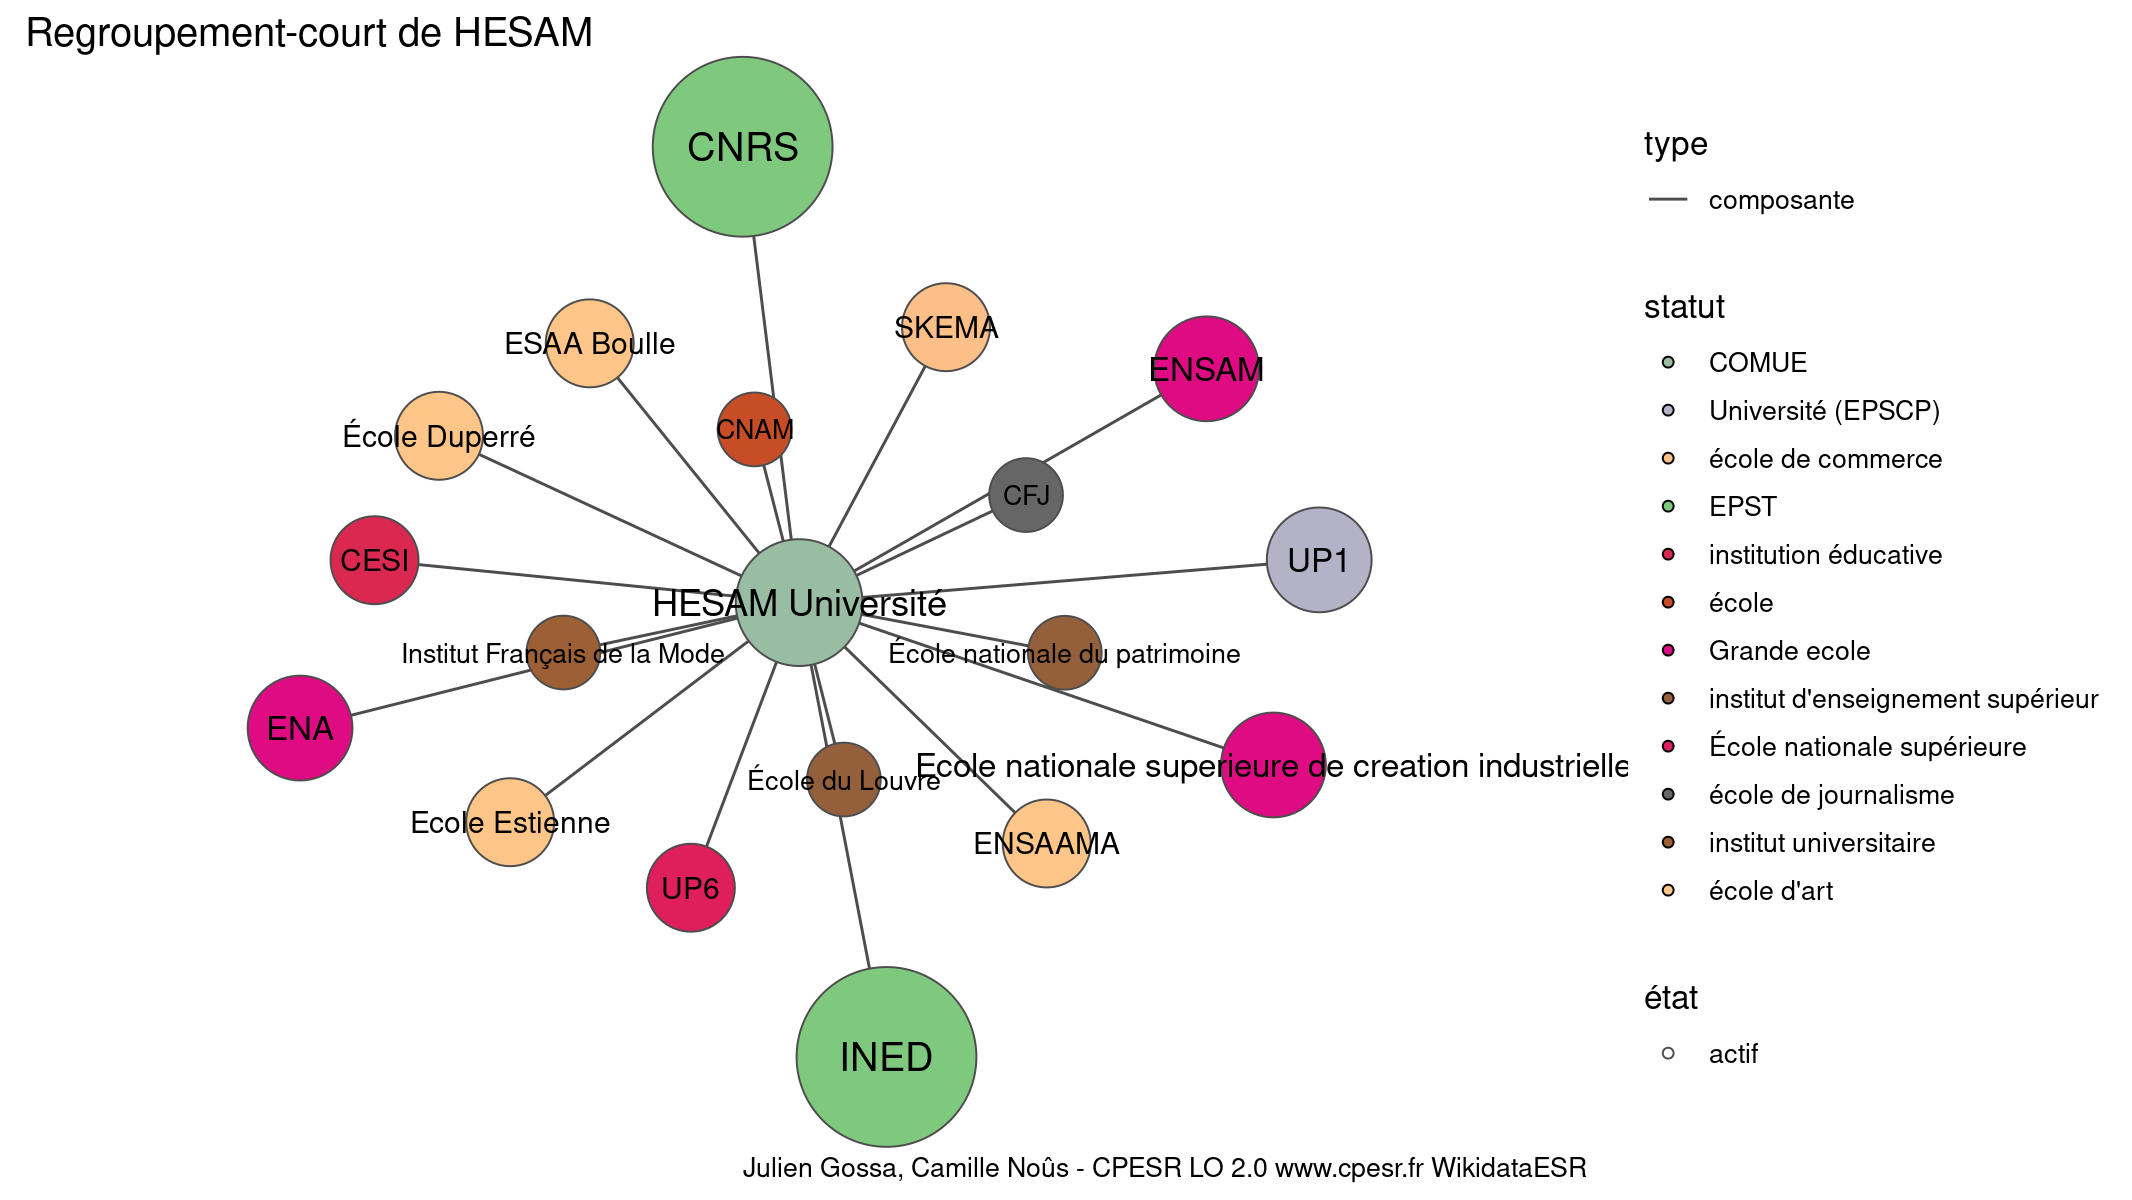 Regroupement-court de HESAM
CNRS
ESAA Boulle
SKEMA
ENSAM
CNAM
École Duperré
CFJ
CESI
UP1
HESAM Université
Institut Français de la Mode
École nationale du patrimoine
ENA
Ecole nationale superieure de creation industrielle
École du Louvre
Ecole Estienne
ENSAAMA
UP6
INED
type
composante
statut
COMUE
Université (EPSCP)
école de commerce
EPST
institution éducative
école
Grande ecole
institut d'enseignement supérieur
École nationale supérieure
école de journalisme
institut universitaire
école d'art
état
actif
Julien Gossa, Camille Noûs - CPESR LO 2.0 www.cpesr.fr WikidataESR